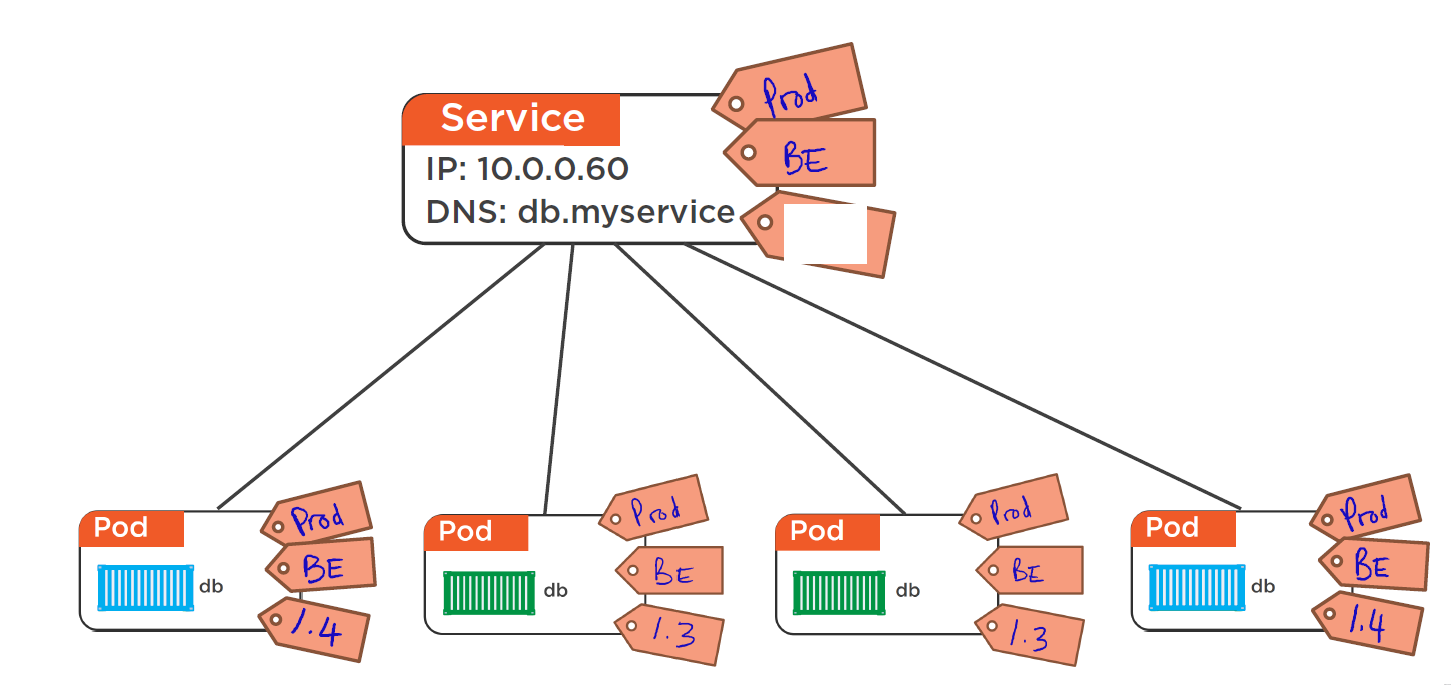 Service
IP: 10.0.0.60
DNS: db.myservice
Prod
BE
Pod
db
Prod
BE
1.4
Pod
db
Prod
BE
1.3
Pod
db
Prod
BE
1.3
Pod
db
Prod
BE
1.4